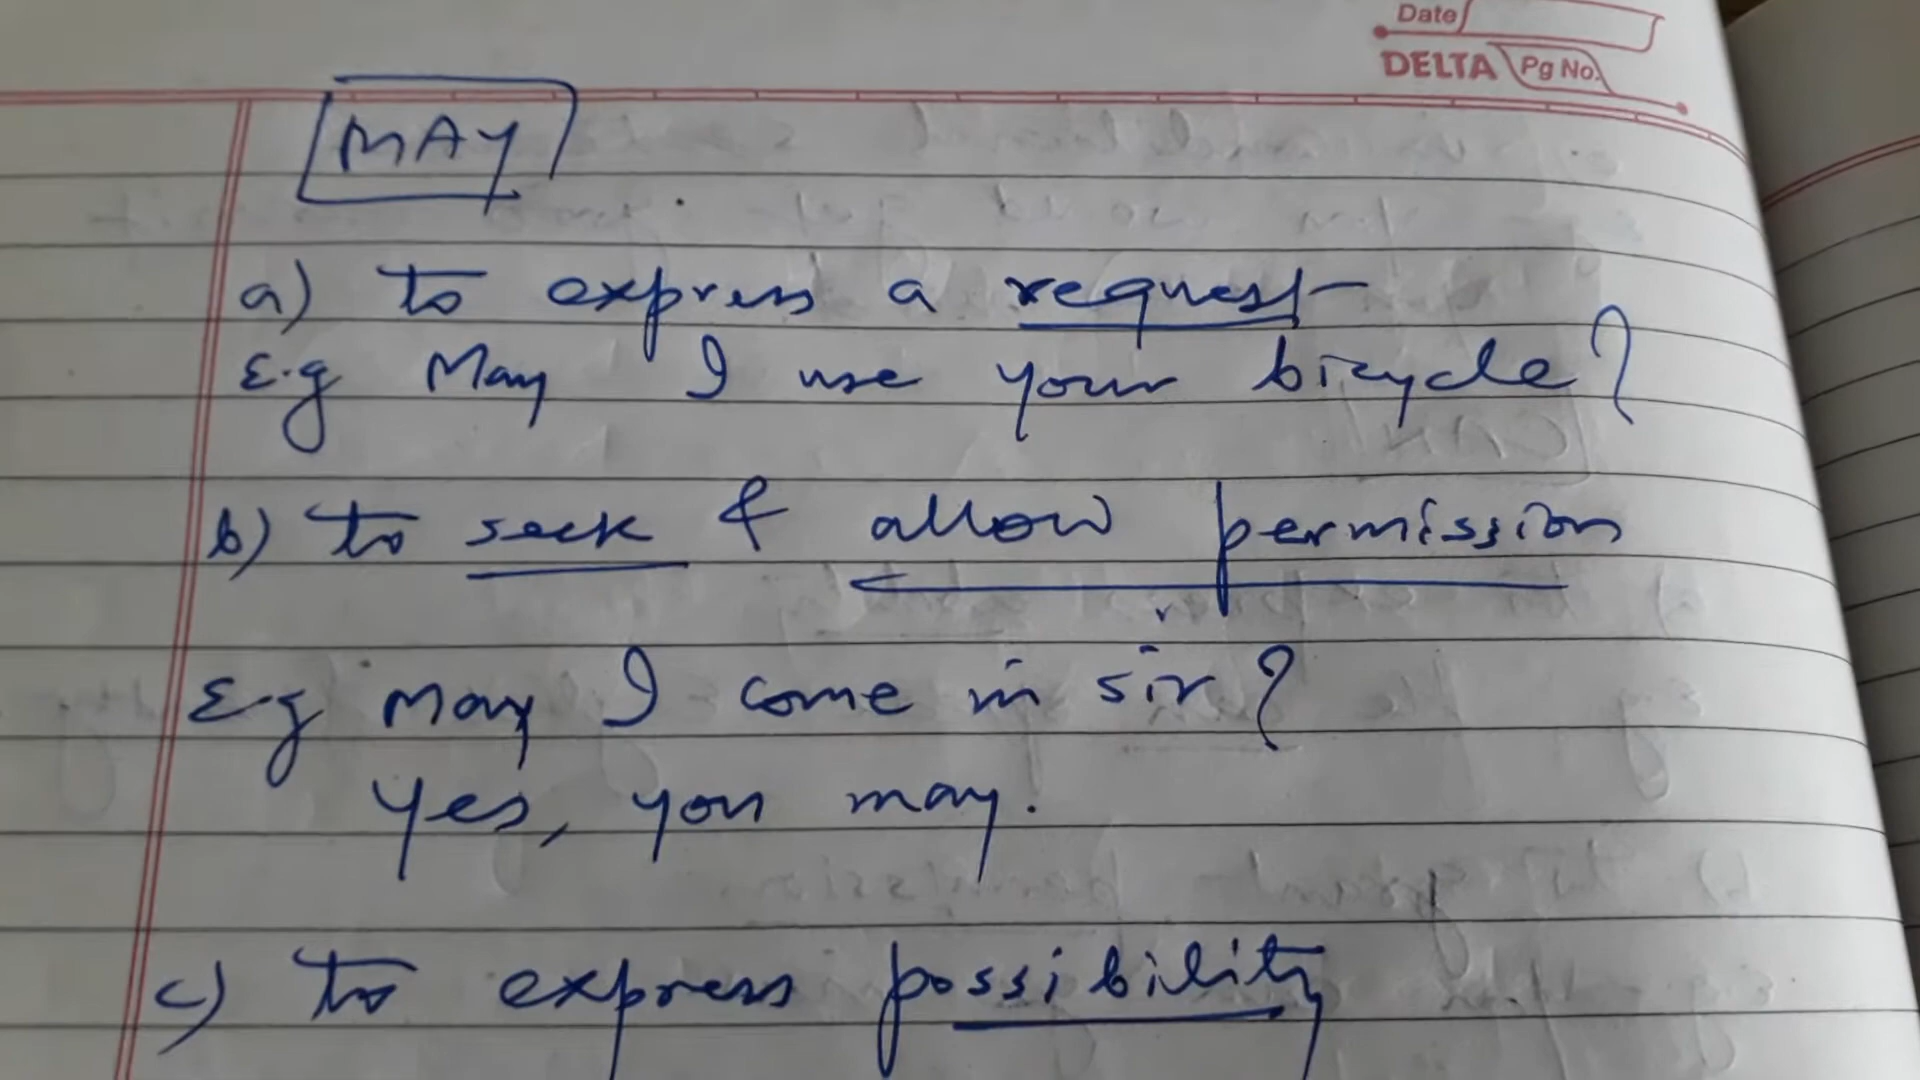 Date
DELTA Pg No.
MAY
a) to express a request
E.g May I use your bicycle?
b) to seek & allow permission
E.g May I come in sir?
Yes, you may.
c) to express possibility